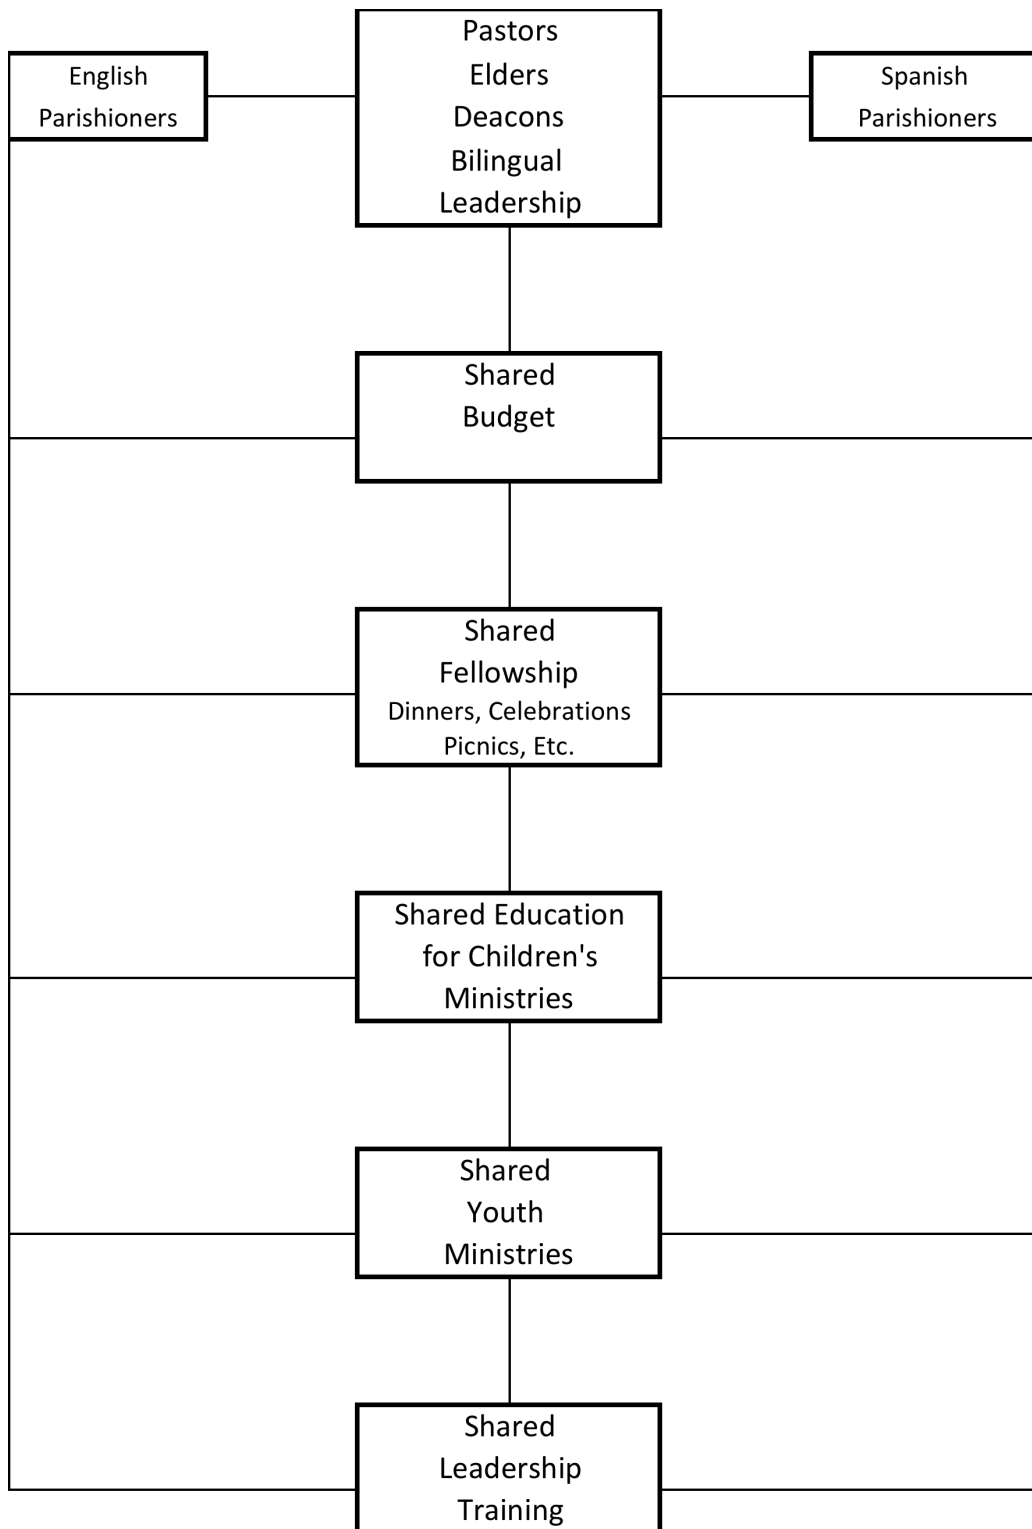 Pastors
Elders
Deacons
Bilingual
Leadership
English
Parishioners
Spanish
Parishioners
Shared
Budget
Shared
Fellowship
Dinners, Celebrations
Picnics, Etc.
Shared Education
for Children's
Ministries
Shared
Youth
Ministries
Shared
Leadership
Training